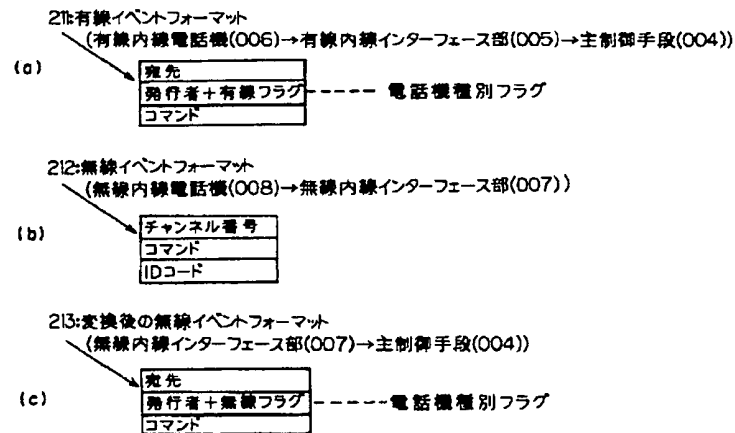 211:有線イベントフォーマット
(有線内線電話機(006)→有線内線インターフェース部(005)→主制御手段(004))
(a)
宛先
発行者+有線フラグ ----- 電話機種別フラグ
コマンド
212:無線イベントフォーマット
(無線内線電話機(008)→無線内線インターフェース部(007))
(b)
チャンネル番号
コマンド
IDコード
213:変換後の無線イベントフォーマット
(無線内線インターフェース部(007)→主制御手段(004))
(c)
宛先
発行者+無線フラグ -----電話機種別フラグ
コマンド